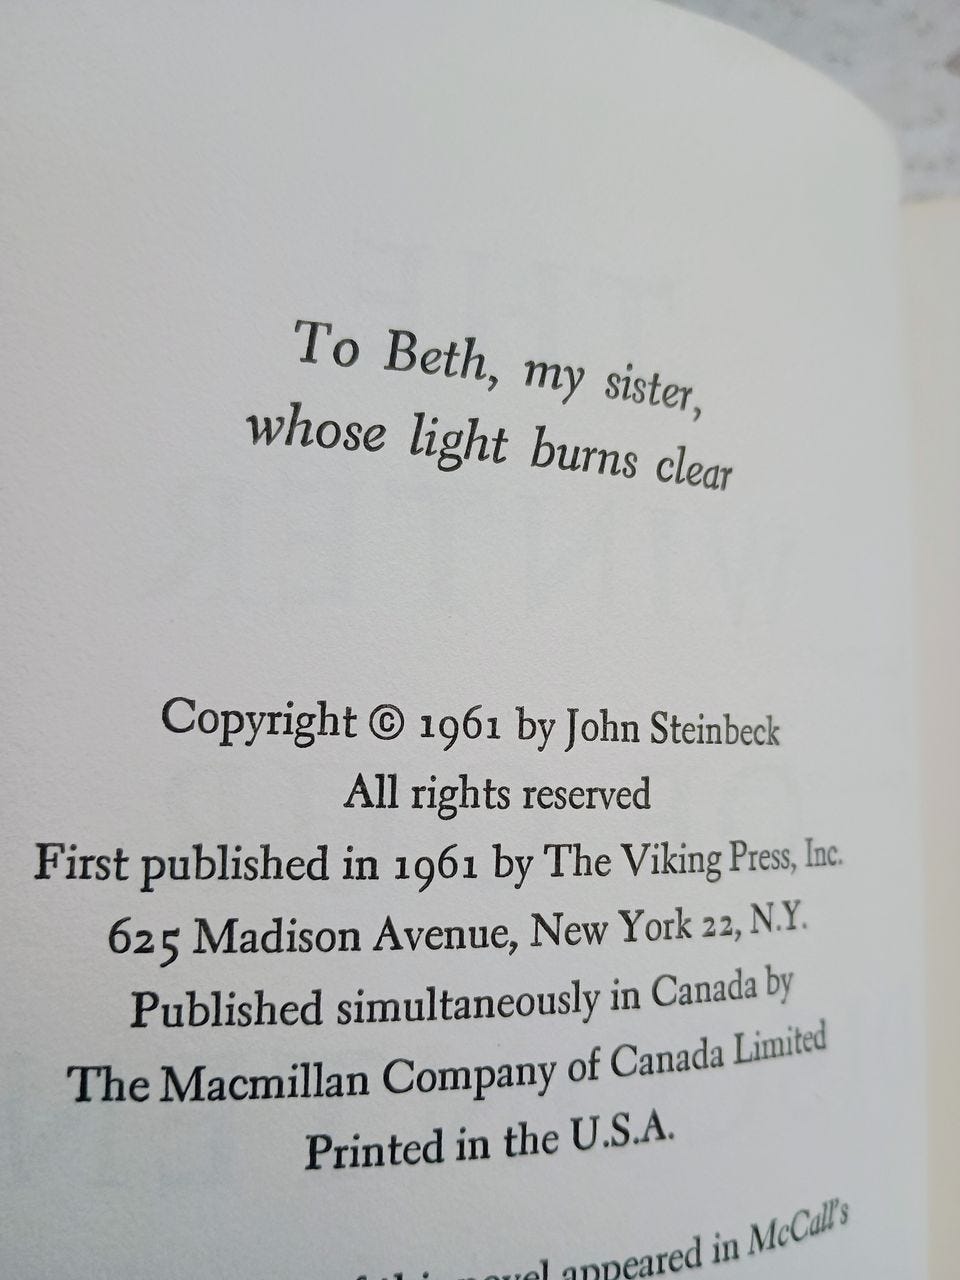 To Beth, my sister,
whose light burns clear
Copyright © 1961 by John Steinbeck
All rights reserved
First published in 1961 by The Viking Press, Inc.
625 Madison Avenue, New York 22, N.Y.
Published simultaneously in Canada by
The Macmillan Company of Canada Limited
Printed in the U.S.A.
novel appeared in McCall's